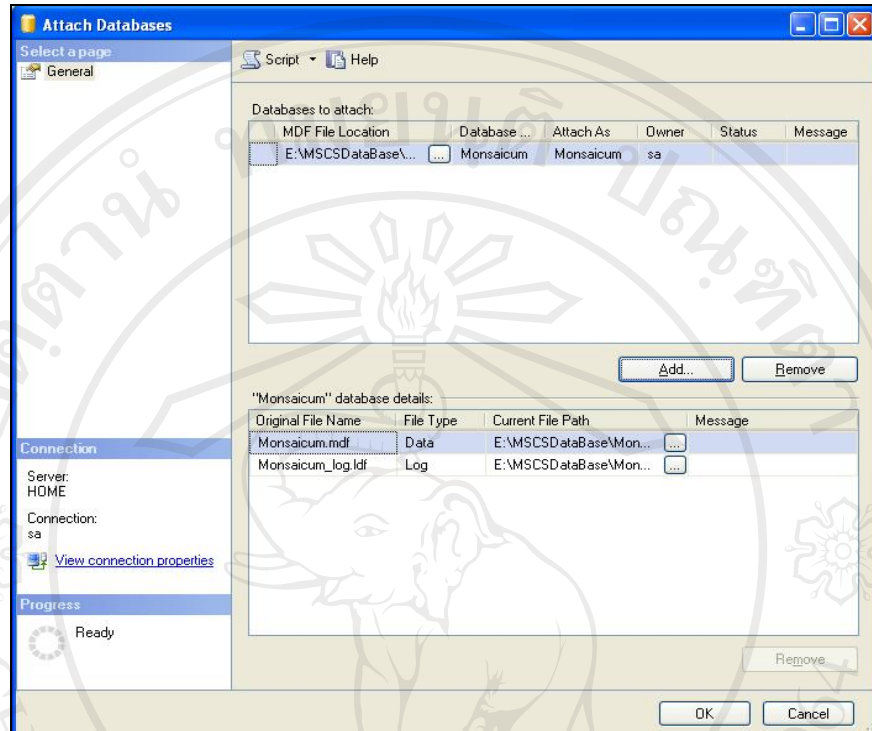 Attach Databases
Select a page
General
Script Help
Databases to attach:
MDF File Location Database ... Attach As Owner Status Message
E:\MSCSDataBase\... ... Monsaicum Monsaicum sa
Add... Remove
"Monsaicum" database details:
Original File Name File Type Current File Path Message
Monsaicum.mdf Data E:\MSCSDataBase\Mon... ...
Monsaicum_log.ldf Log E:\MSCSDataBase\Mon... ...
Connection
Server:
HOME
Connection:
sa
View connection properties
Progress
Ready
Remove
OK Cancel